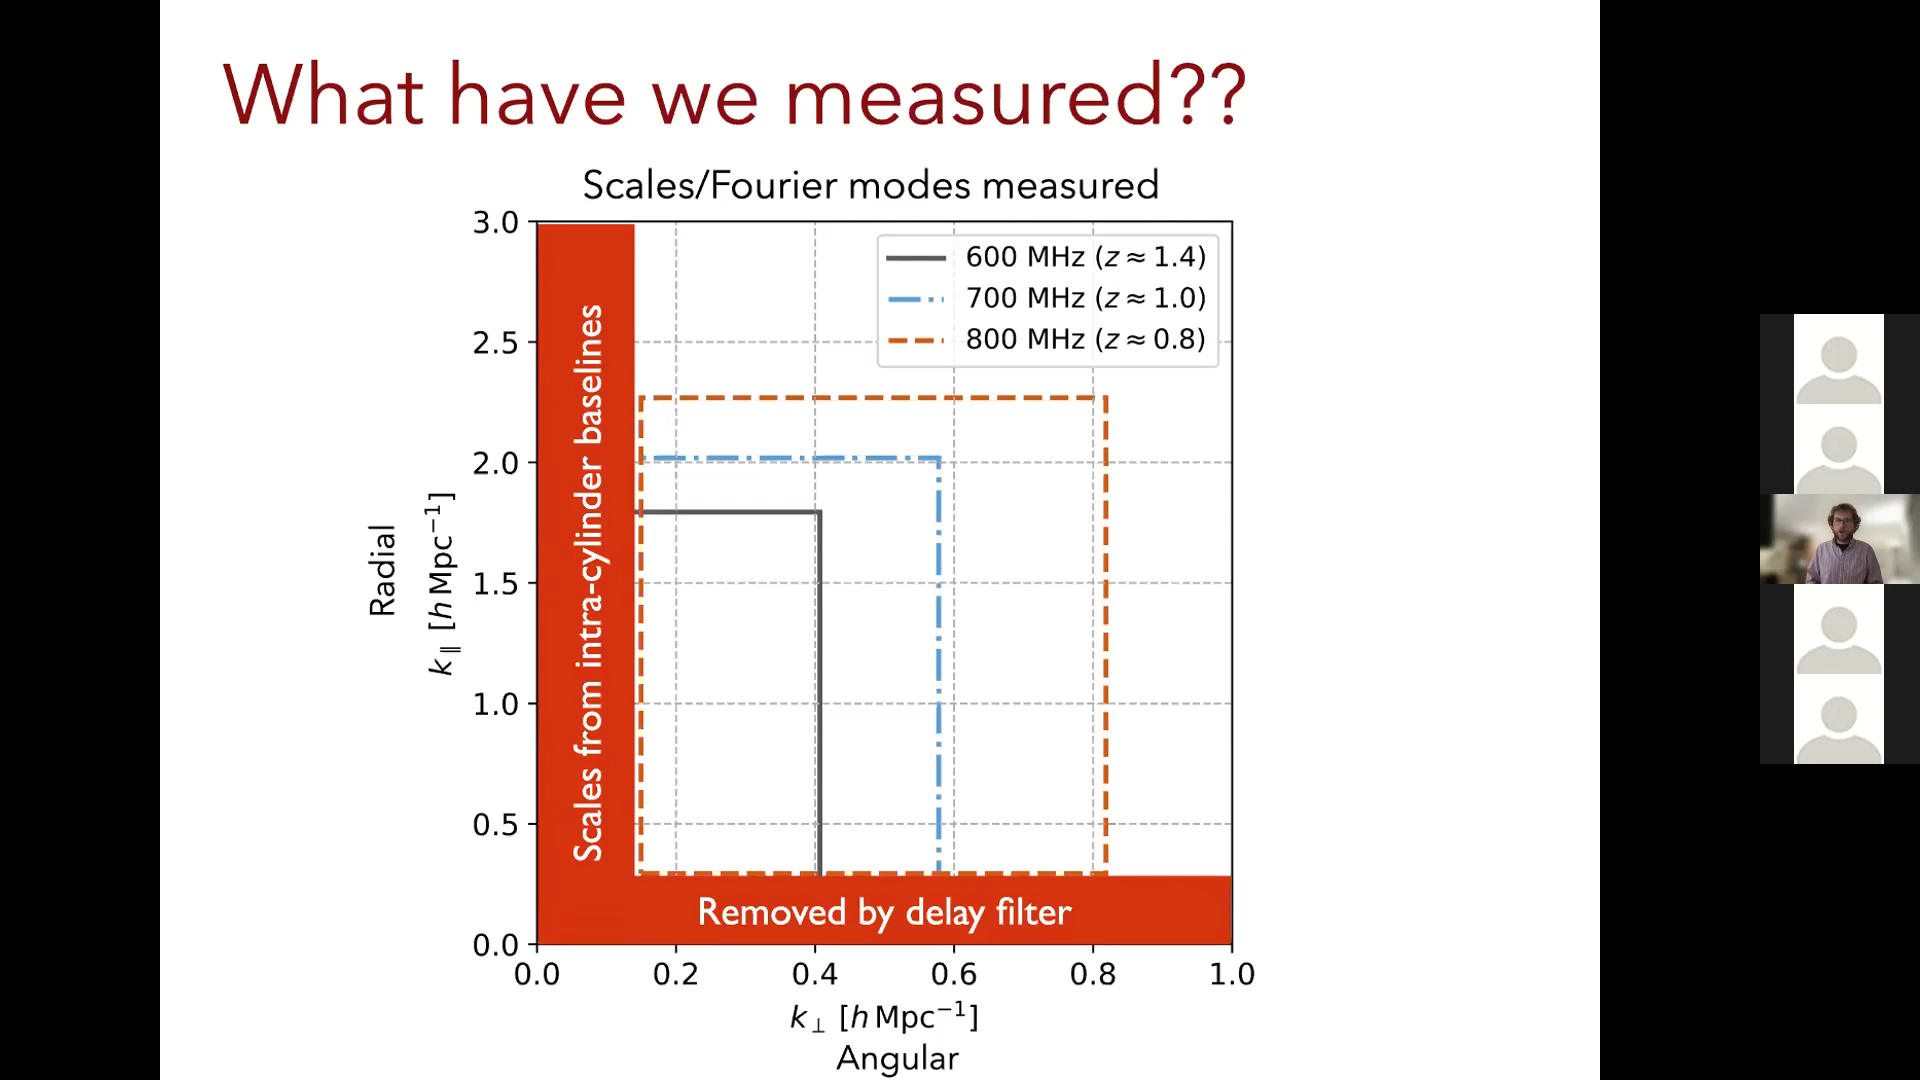 What have we measured??
Scales/Fourier modes measured
3.0
2.5
2.0
1.5
1.0
0.5
0.0
600 MHz (z ≈ 1.4)
700 MHz (z ≈ 1.0)
800 MHz (z ≈ 0.8)
Scales from intra-cylinder baselines
Radial
k∥ [h Mpc⁻¹]
Removed by delay filter
0.0 0.2 0.4 0.6 0.8 1.0
k⊥ [h Mpc⁻¹]
Angular